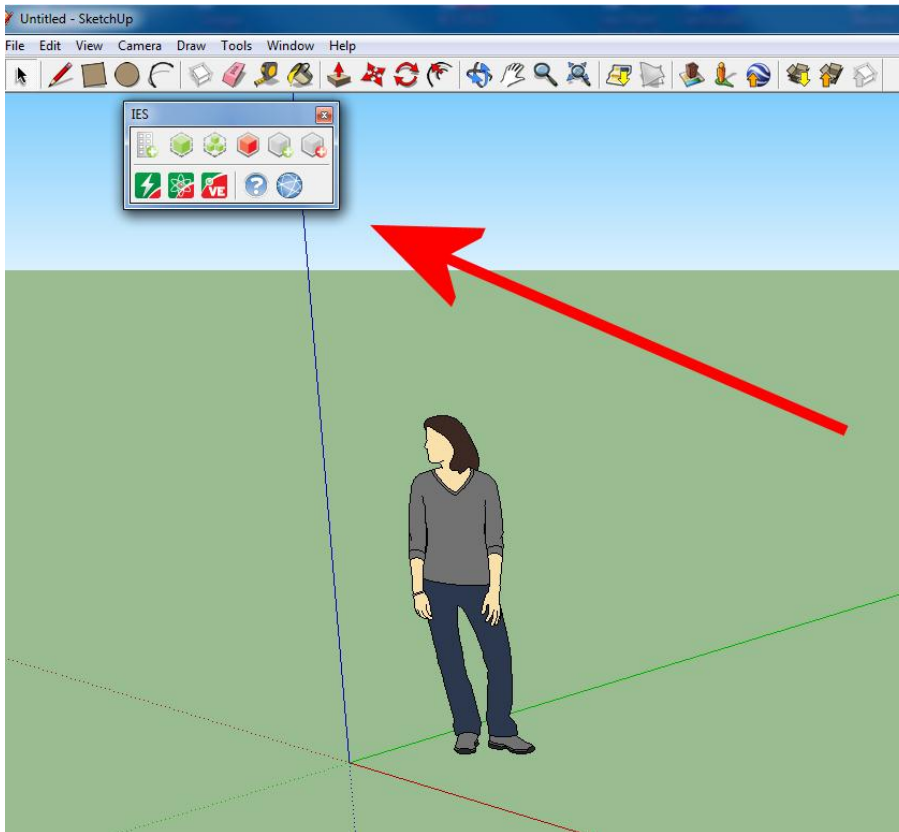 Untitled - SketchUp
File Edit View Camera Draw Tools Window Help
IES
VE